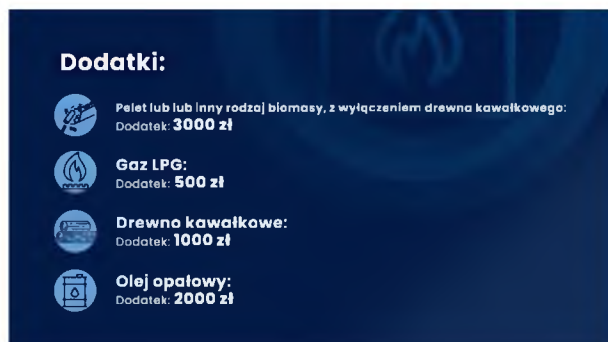 Dodatki:
Pelet lub lub inny rodzaj biomasy, z wyłączeniem drewna kawałkowego:
Dodatek: 3000 zł
Gaz LPG:
Dodatek: 500 zł
Drewno kawałkowe:
Dodatek: 1000 zł
Olej opałowy:
Dodatek: 2000 zł